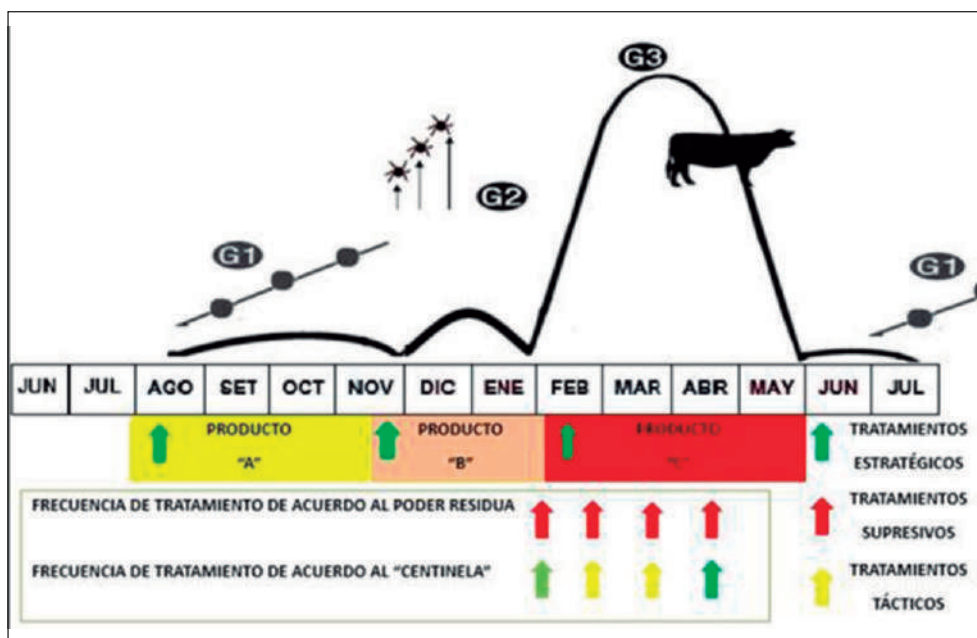 G3
G2
G1
G1
JUN JUL AGO SET OCT NOV DIC ENE FEB MAR ABR MAY JUN JUL
PRODUCTO "A"
PRODUCTO "B"
PRODUCTO "C"
TRATAMIENTOS
ESTRATÉGICOS
FRECUENCIA DE TRATAMIENTO DE ACUERDO AL PODER RESIDUA
TRATAMIENTOS
SUPRESIVOS
FRECUENCIA DE TRATAMIENTO DE ACUERDO AL "CENTINELA"
TRATAMIENTOS
TÁCTICOS